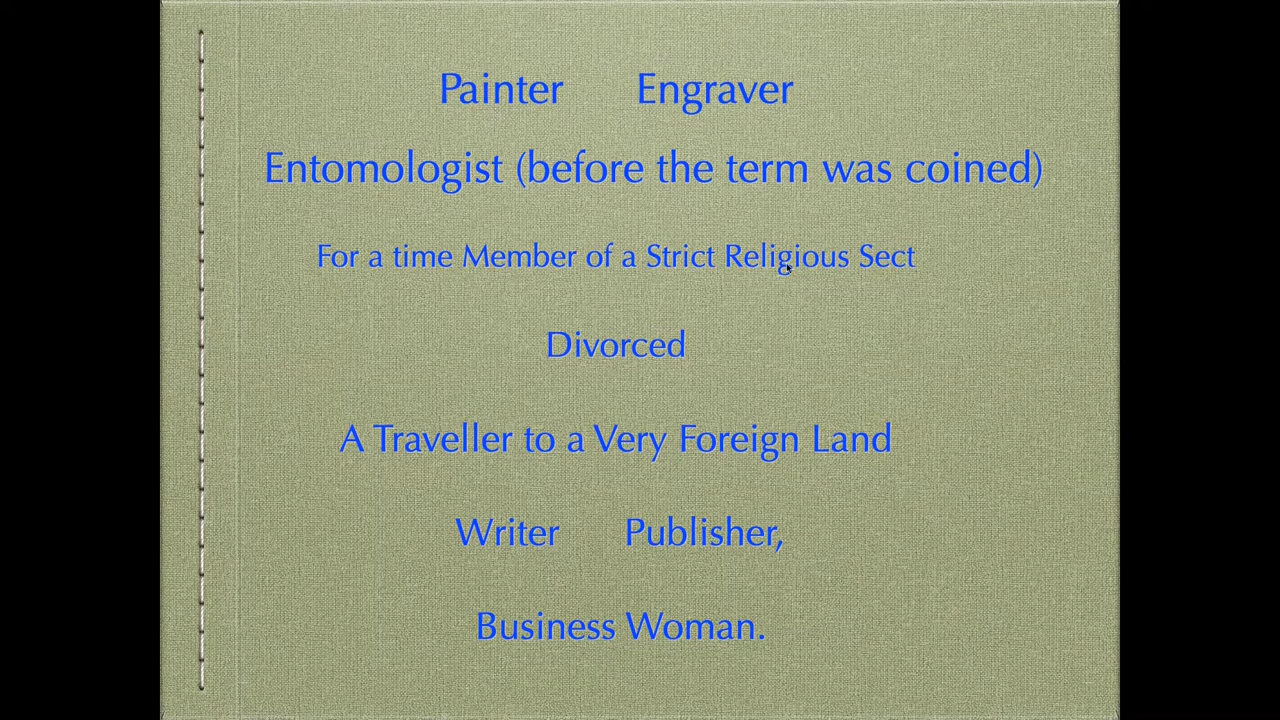 Painter Engraver
Entomologist (before the term was coined)
For a time Member of a Strict Religious Sect
Divorced
A Traveller to a Very Foreign Land
Writer Publisher,
Business Woman.